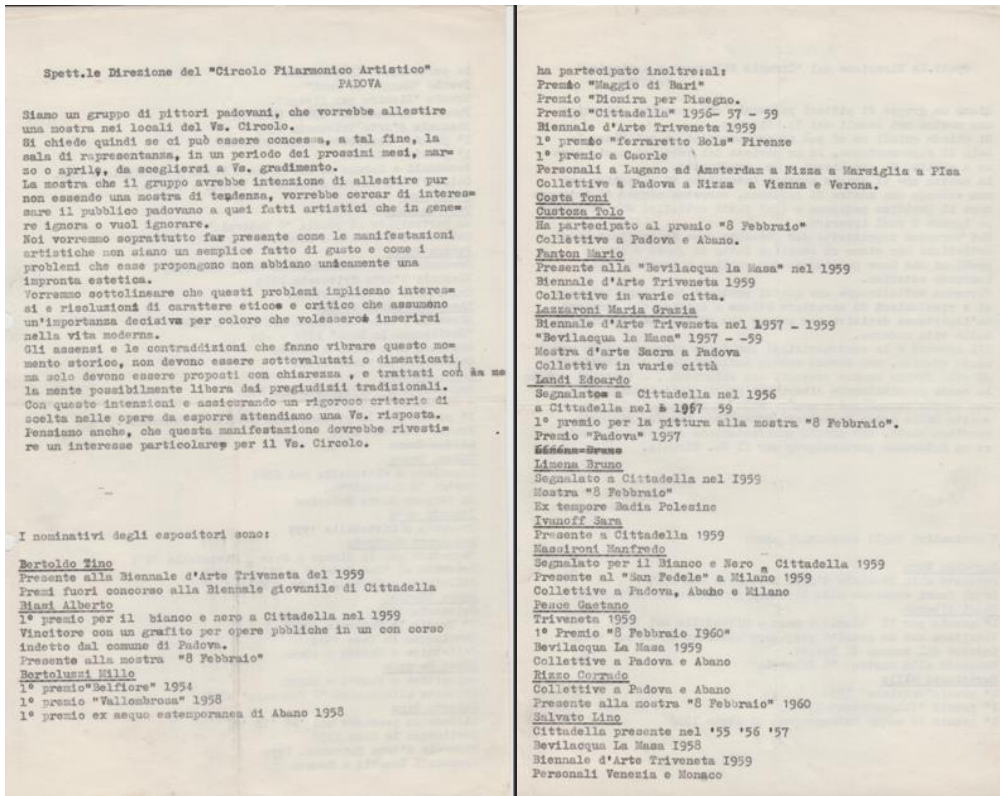 Spett.le Direzione del "Circolo Filarmonico Artistico"
PADOVA
Siamo un gruppo di pittori padovani, che vorrebbe allestire
una mostra nei locali del Vs. Circolo.
Si chiede quindi se ci può essere concessa, a tal fine, la
sala di rapresentanza, in un periodo dei prossimi mesi, mar=
zo o aprile, da scegliersi a Vs. gradimento.
La mostra che il gruppo avrebbe intenzione di allestire pur
non essendo una mostra di tendenza, vorrebbe cercar di interes=
sare il pubblico padovano a quei fatti artistici che in gene=
re ignora o vuol ignorare.
Noi vorremmo soprattutto far presente come le manifestazioni
artistiche non siano un semplice fatto di gusto e come i
problemi che esse propongono non abbiano unicamente una
impronta estetica.
Vorremmo sottolineare che questi problemi implicano interes=
si e risoluzioni di carattere etico e critico che assumono
un'importanza decisiva per coloro che volessero inserirsi
nella vita moderna.
Gli assensi e le contraddizioni che fanno vibrare questo mo=
mento storico, non devono essere sottovalutati o dimenticati,
ma solo devono essere proposti con chiarezza , e trattati con
la mente possibilmente libera dai pregiudizii tradizionali.
Con queste intenzioni e assicurando un rigoroso criterio di
scelta nelle opere da esporre attendiamo una Vs. risposta.
Pensiamo anche, che questa manifestazione dovrebbe rivesti=
re un interesse particolare per il Vs. Circolo.
I nominativi degli espositori sono:
Bertoldo Tino
Presente alla Biennale d'Arte Triveneta del 1959
Premi fuori concorso alla Biennale giovanile di Cittadella
Biasi Alberto
1º premio per il bianco e nero a Cittadella nel 1959
Vincitore con un grafito per opere pbbliche in un con corso
indetto dal comune di Padova.
Presente alla mostra "8 Febbraio"
Bertoluzzi Millo
1º premio"Belfiore" 1954
1º premio "Vallombrosa" 1958
1º premio ex aequo estemporanea di Abano 1958
ha partecipato inoltre:al:
Premio "Maggio di Bari"
Premio "Diomira per Disegno.
Premio "Cittadella" 1956- 57 - 59
Biennale d'Arte Triveneta 1959
1º premio "ferraretto Bols" Firenze
1º premio a Caorle
Personali a Lugano ad Amsterdam a Nizza a Marsiglia a PIsa
Collettive a Padova a Nizza a Vienna e Verona.
Costa Toni
Custoza Tolo
Ha partecipato al premio "8 Febbraio"
Collèttive a Padova e Abano.
Fanton Mario
Presente alla "Bevilacqua la Masa" nel 1959
Biennale d'Arte Triveneta 1959
Collettive in varie citta.
Lazzaroni Maria Grazia
Biennale d'Arte Triveneta nel 1957 - 1959
"Bevilacqua la Masa" 1957 - -59
Mostra d'arte Sacra a Padova
Collettive in varie città
Landi Edoardo
Segnalato a Cittadella nel 1956
a Cittadella nel 1957 59
1º premio per la pittura alla mostra "8 Febbraio".
Premio "Padova" 1957
Limena Bruno
Segnalato a Cittadella nel I959
Mostra "8 Febbraio"
Ex tempore Badia Polesine
Ivanoff Sara
Presente a Cittadella 1959
Massironi Manfredo
Segnalato per il Bianco e Nero a Cittadella 1959
Presente al "San Fedele" a Milano 1959
Collettive a Padova, Abano e Milano
Pesce Gaetano
Triveneta 1959
1º Premio "8 Febbraio I960"
Bevilacqua La Masa 1959
Collettive a Padova e Abano
Rizzo Corrado
Collettive a Padova e Abano
Presente alla mostra "8 Febbraio" 1960
Salvato Lino
Cittadella presente nel '55 '56 '57
Bevilacqua La Masa I958
Biennale d'Arte Triveneta I959
Personali Venezia e Monaco